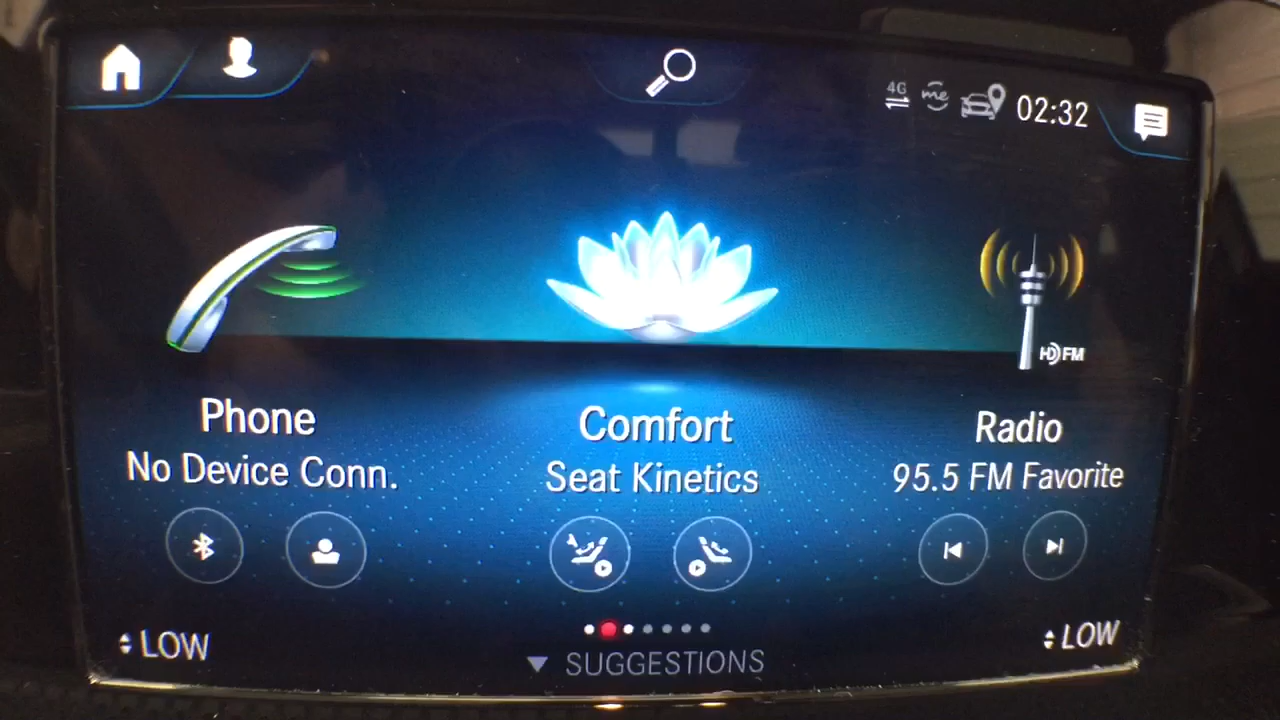 4G
me
02:32
HD FM
Phone
No Device Conn.
Comfort
Seat Kinetics
Radio
95.5 FM Favorite
LOW
LOW
SUGGESTIONS